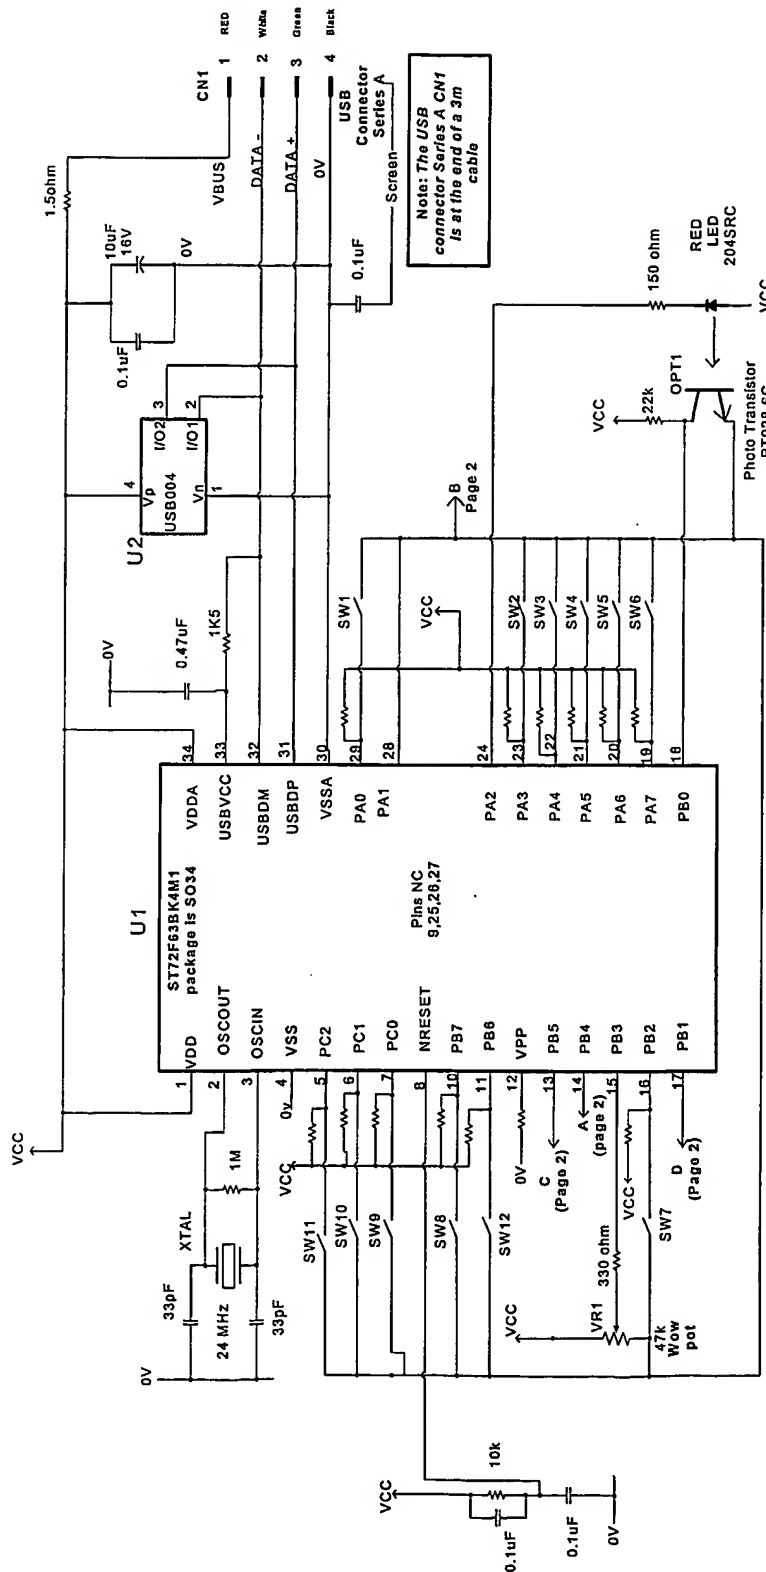 CN1
1 RED
2 White
3 Green
4 Black
USB
Connector
Series A
Note: The USB
connector Series A CN1
is at the end of a 3m
cable
1.5ohm
VBUS
DATA -
DATA +
0V
Screen
10uF
16V
0V
0.1uF
0.1uF
U2
USB004
Vp
Vn
I/O2
I/O1
4
1
3
2
0V
0.47uF
1K5
VCC
U1
ST72F63BK4M1
package is SO34
Pins NC
9,25,26,27
34 VDDA
33 USBVCC
32 USBDM
31 USBDP
30 VSSA
29 PA0
28 PA1
24 PA2
23 PA3
22 PA4
21 PA5
20 PA6
19 PA7
18 PB0
VDD 1
OSCOUT 2
OSCIN 3
VSS 4
PC2 5
PC1 6
PC0 7
NRESET 8
PB7 10
PB6 11
VPP 12
PB5 13
PB4 14
PB3 15
PB2 16
PB1 17
SW1
VCC
SW2
SW3
SW4
SW5
SW6
B
Page 2
150 ohm
RED
LED
204SRC
VCC
VCC
22k
OPT1
Photo Transistor
XTAL
1M
33pF
24 MHz
33pF
0V
0v
VCC
SW11
SW10
SW9
SW8
SW12
0V
C
(Page 2)
A
(page 2)
VCC
D
(Page 2)
SW7
330 ohm
VCC
VR1
47k
Wow
pot
VCC
10k
0.1uF
0.1uF
0V